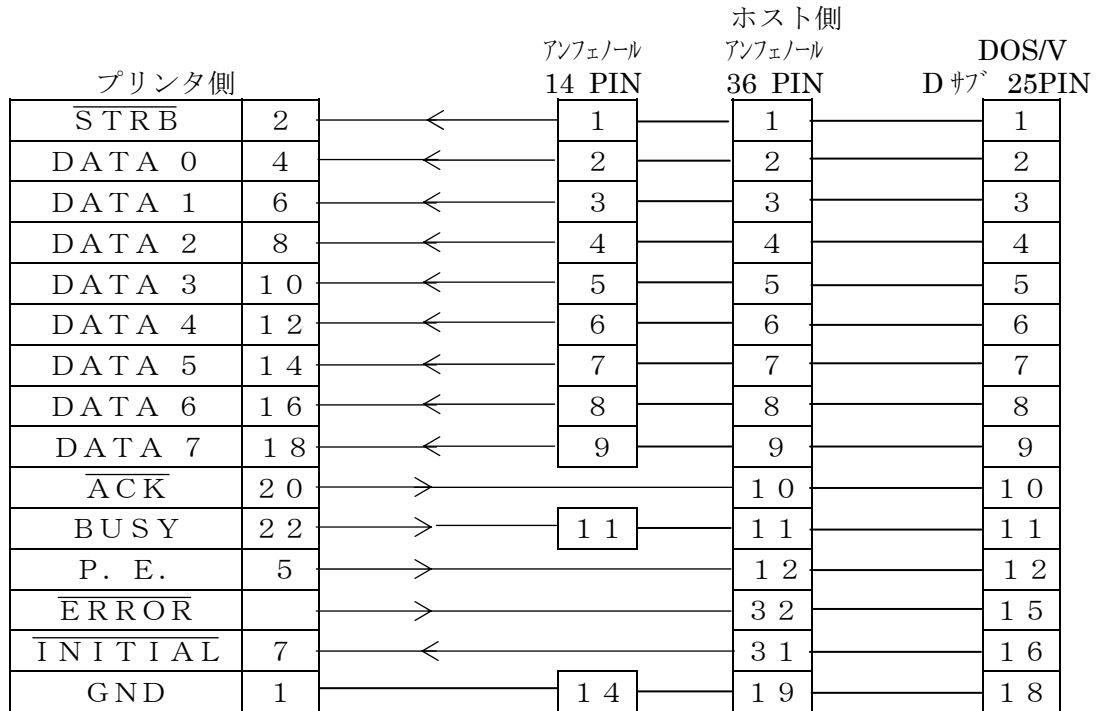 ホスト側
アンフェノール アンフェノール DOS/V
プリンタ側 14 PIN 36 PIN D サブ 25PIN
STRB 2 1 1 1
DATA 0 4 2 2 2
DATA 1 6 3 3 3
DATA 2 8 4 4 4
DATA 3 10 5 5 5
DATA 4 12 6 6 6
DATA 5 14 7 7 7
DATA 6 16 8 8 8
DATA 7 18 9 9 9
ACK 20 10 10
BUSY 22 11 11 11
P. E. 5 12 12
ERROR 32 15
INITIAL 7 31 16
GND 1 14 19 18